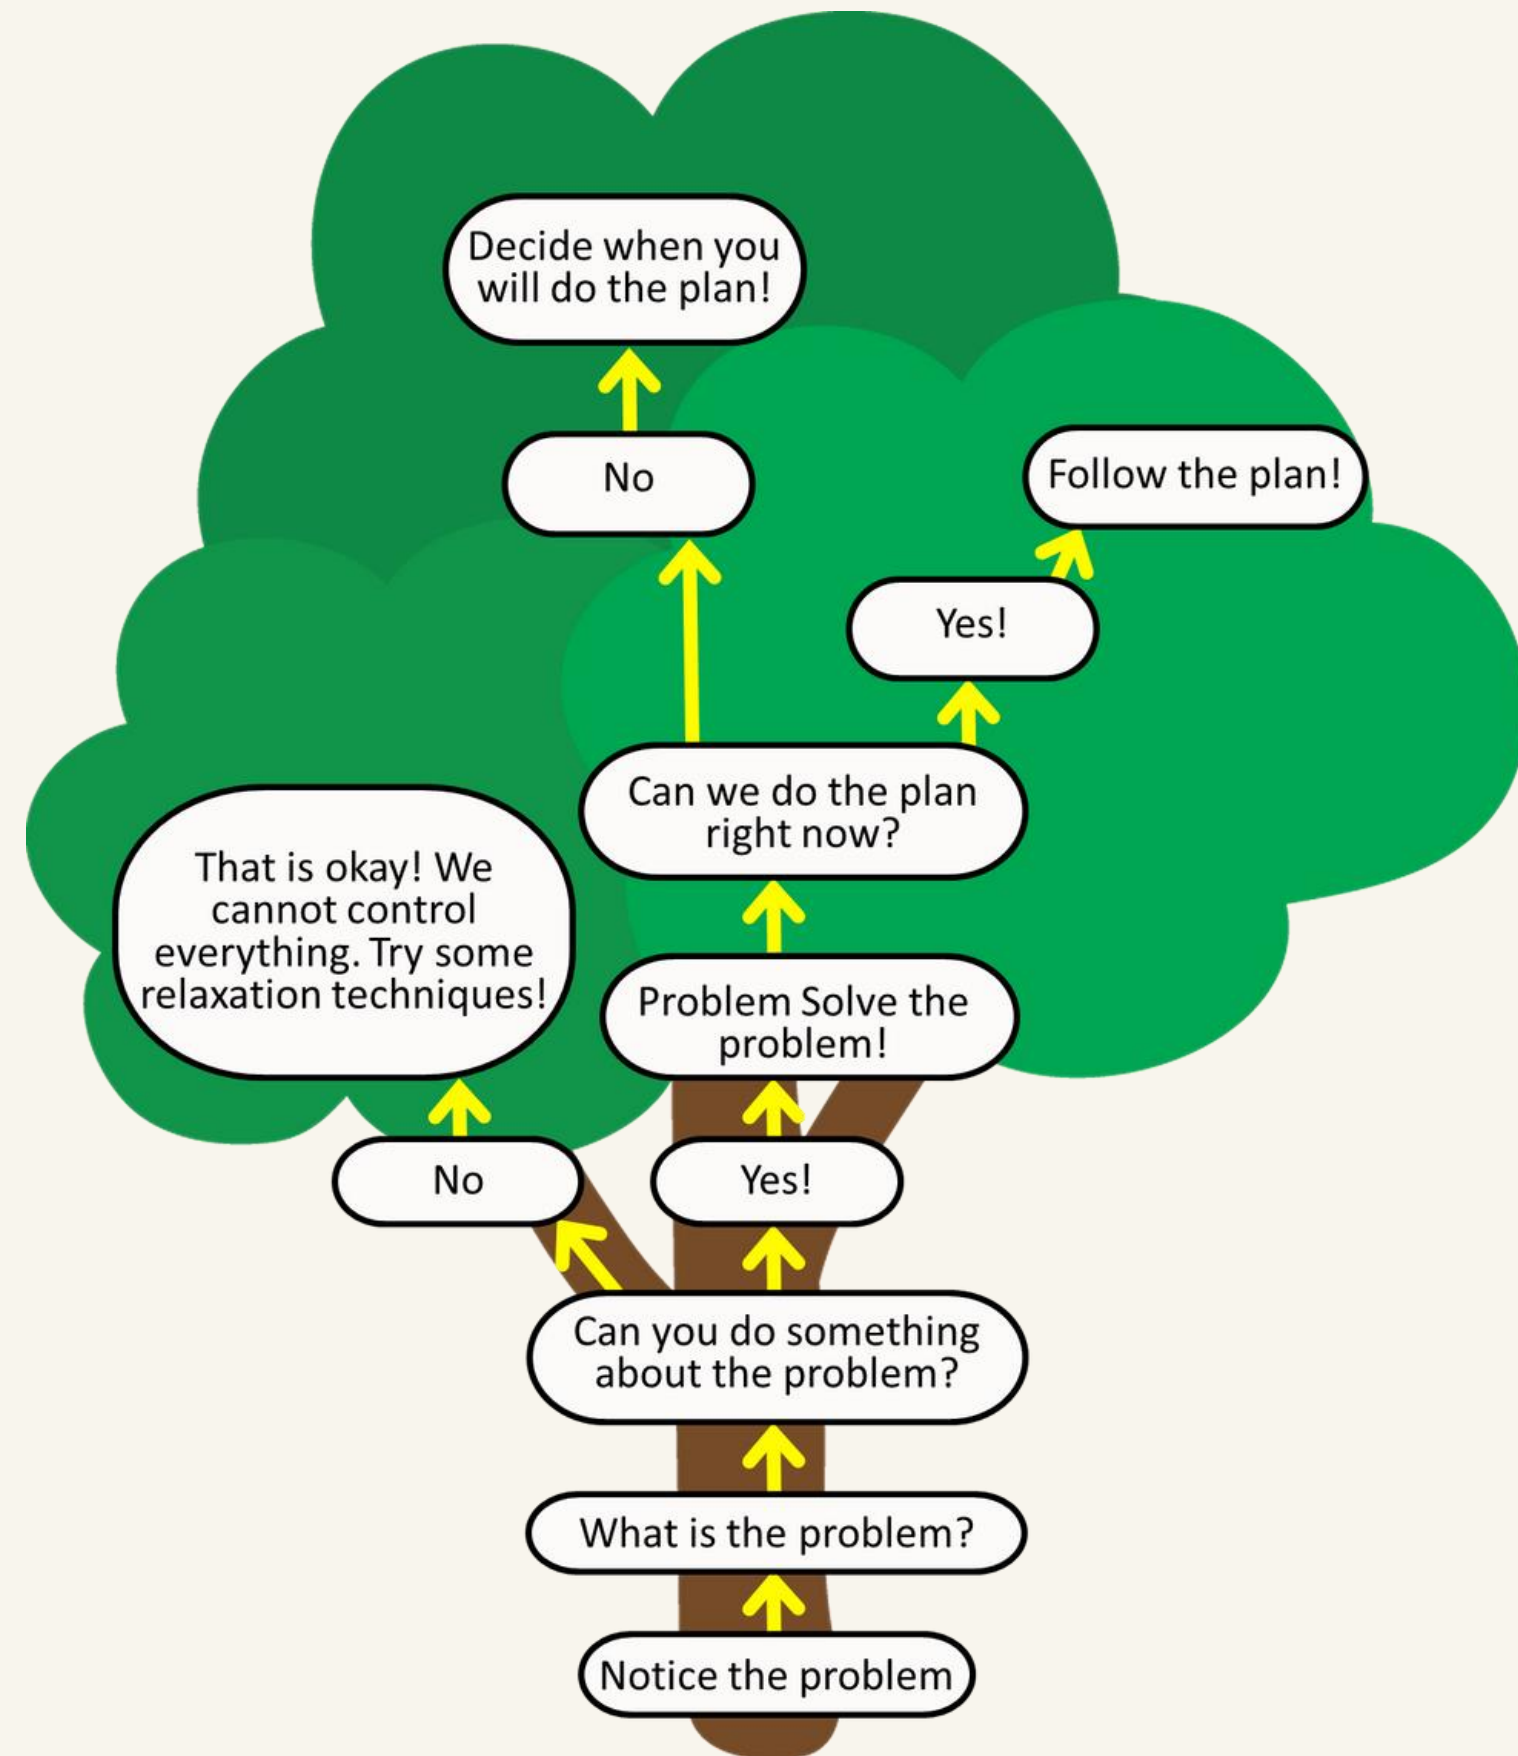 Decide when you
will do the plan!
No
Follow the plan!
Yes!
Can we do the plan
right now?
That is okay! We
cannot control
everything. Try some
relaxation techniques!
Problem Solve the
problem!
No
Yes!
Can you do something
about the problem?
What is the problem?
Notice the problem